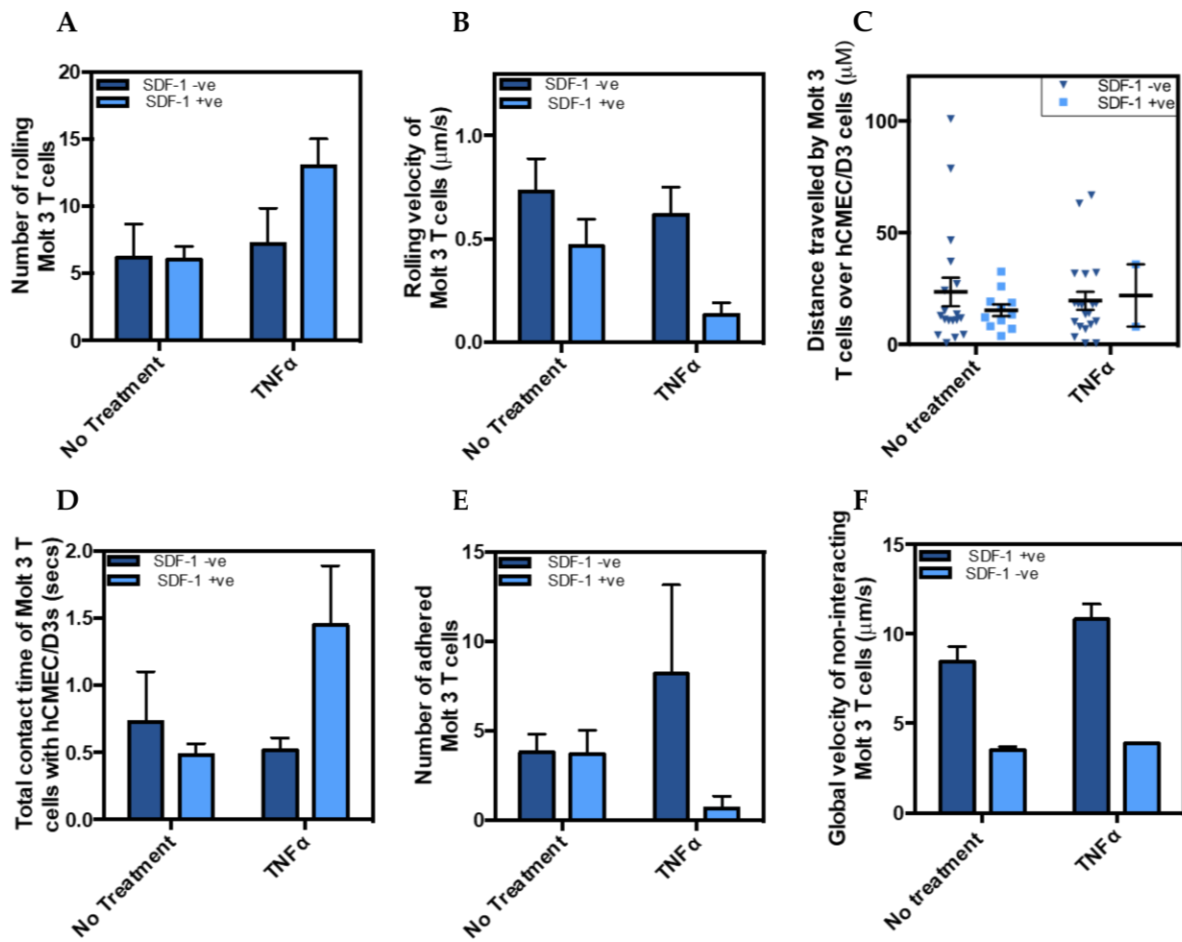 A
Number of rolling
Molt 3 T cells
20
15
10
5
0
SDF-1 -ve
SDF-1 +ve
No Treatment
TNFα
B
Rolling velocity of
Molt 3 T cells (μm/s)
1.0
0.5
0.0
SDF-1 -ve
SDF-1 +ve
No Treatment
TNFα
C
Distance travelled by Molt 3
T cells over hCMEC/D3 cells (μM)
100
50
0
SDF-1 -ve
SDF-1 +ve
No treatment
TNFα
D
Total contact time of Molt 3 T
cells with hCMEC/D3s (secs)
2.0
1.5
1.0
0.5
0.0
SDF-1 -ve
SDF-1 +ve
No Treatment
TNFα
E
Number of adhered
Molt 3 T cells
15
10
5
0
SDF-1 -ve
SDF-1 +ve
No Treatment
TNFα
F
Global velocity of non-interacting
Molt 3 T cells (μm/s)
15
10
5
0
SDF-1 +ve
SDF-1 -ve
No treatment
TNFα